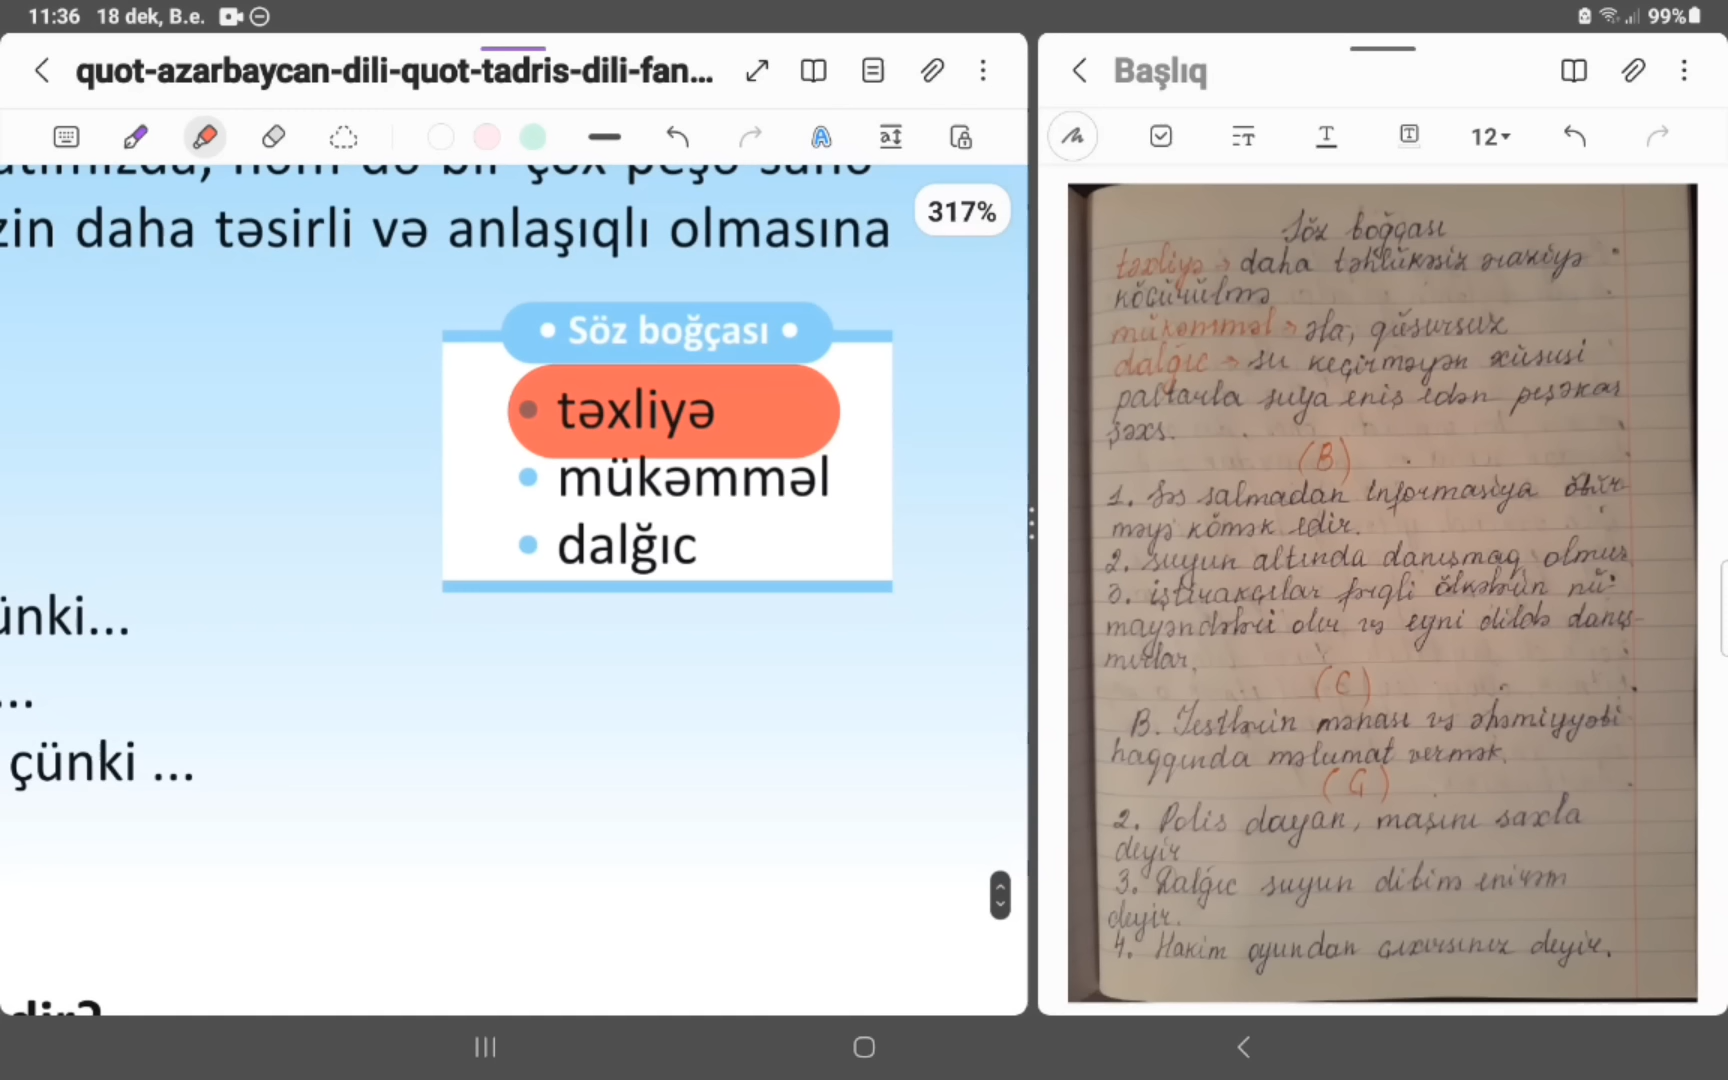 11:36 18 dek, B.e.
99%
quot-azarbaycan-dili-quot-tadris-dili-fan...
zin daha təsirli və anlaşıqlı olmasına
317%
• Söz boğçası •
• təxliyə
• mükəmməl
• dalğıc
ünki...
...
çünki ...
Başlıq
12
Söz boğçası
təxliyə → daha təhlükəsiz əraziyə
köçürülmə
mükəmməl → əla, qüsursuz
dalğıc → su keçirməyən xüsusi
paltarla suya eniş edən peşəkar
şəxs.
(B)
1. Səs salmadan informasiya ötür-
məyə kömək edir.
2. Suyun altında danışmaq olmur.
3. İştirakçılar fərqli ölkələrin nü-
mayəndələri olur və eyni dildə danış-
mırlar.
(C)
B. Jestlərin mənası və əhəmiyyəti
haqqında məlumat vermək.
(G)
2. Polis dayan, maşını saxla
deyir
3. Dalğıc suyun dibinə enirəm
deyir.
4. Hakim oyundan çıxırsınız deyir.